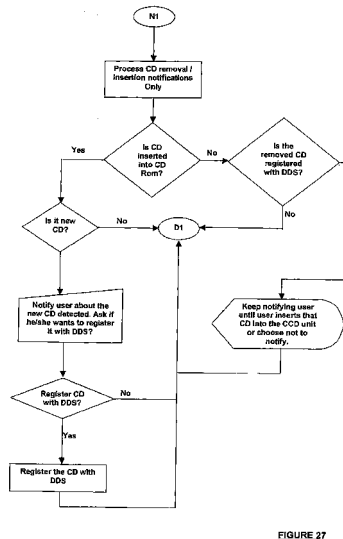 N1
Process CD removal /
insertion notifications
Only
Is CD
inserted
into CD
Rom?
Yes
No
Is the
removed CD
registered
with DDS?
No
Is it new
CD?
No
D1
Notify user about the
new CD detected. Ask if
he/she wants to register
it with DDS?
Keep notifying user
until user inserts that
CD into the CCD unit
or choose not to
notify.
Register CD
with DDS?
No
Yes
Register the CD with
DDS
FIGURE 27